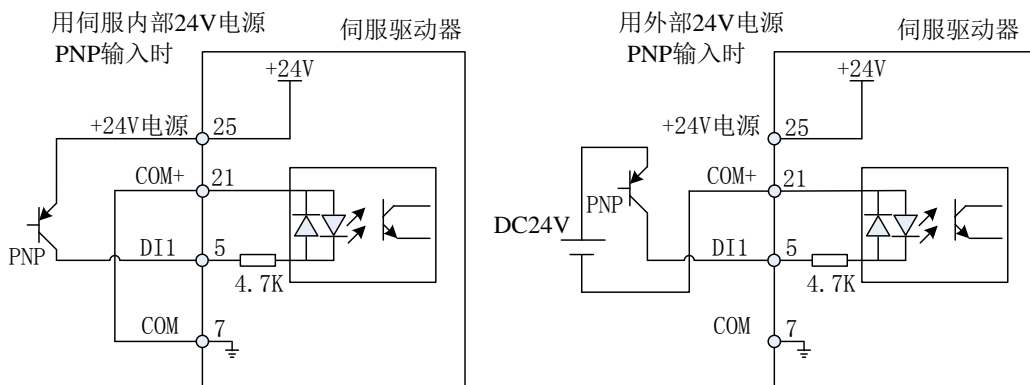 用伺服内部24V电源
PNP输入时
伺服驱动器
+24V
+24V电源
25
COM+
21
PNP
DI1
5
4.7K
COM
7
用外部24V电源
PNP输入时
伺服驱动器
+24V
+24V电源
25
COM+
21
PNP
DC24V
DI1
5
4.7K
COM
7